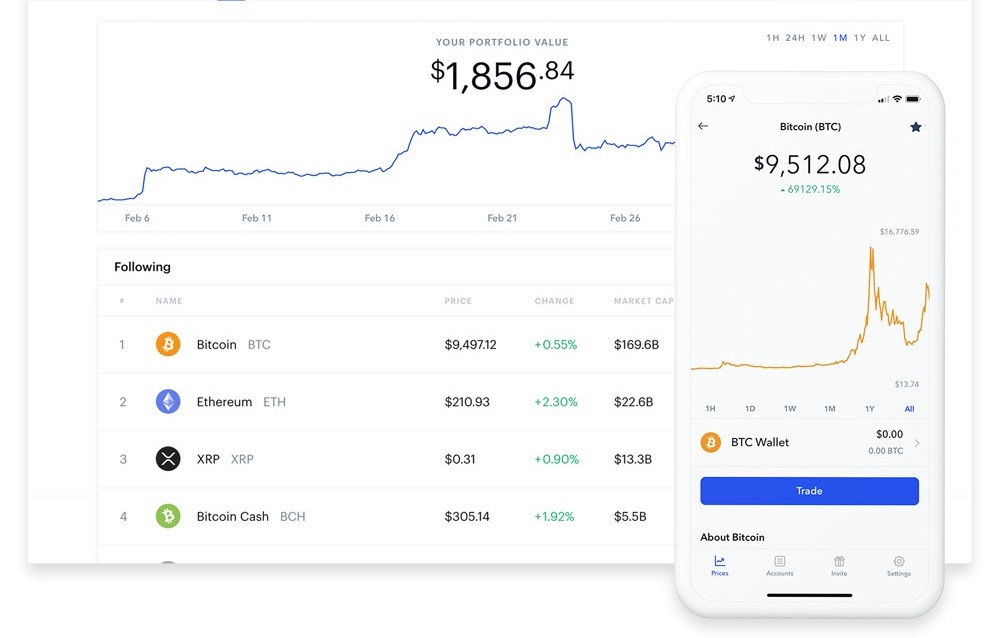 YOUR PORTFOLIO VALUE
1H 24H 1W 1M 1Y ALL
$1,856.84
Feb 6 Feb 11 Feb 16 Feb 21 Feb 26
Following
# NAME PRICE CHANGE MARKET CAP
1 Bitcoin BTC $9,497.12 +0.55% $169.6B
2 Ethereum ETH $210.93 +2.30% $22.6B
3 XRP XRP $0.31 +0.90% $13.3B
4 Bitcoin Cash BCH $305.14 +1.92% $5.5B
5:10
Bitcoin (BTC)
$9,512.08
69129.15%
$16,776.59
$13.74
1H 1D 1W 1M 1Y All
BTC Wallet $0.00
0.00 BTC
Trade
About Bitcoin
Prices Accounts Invite Settings